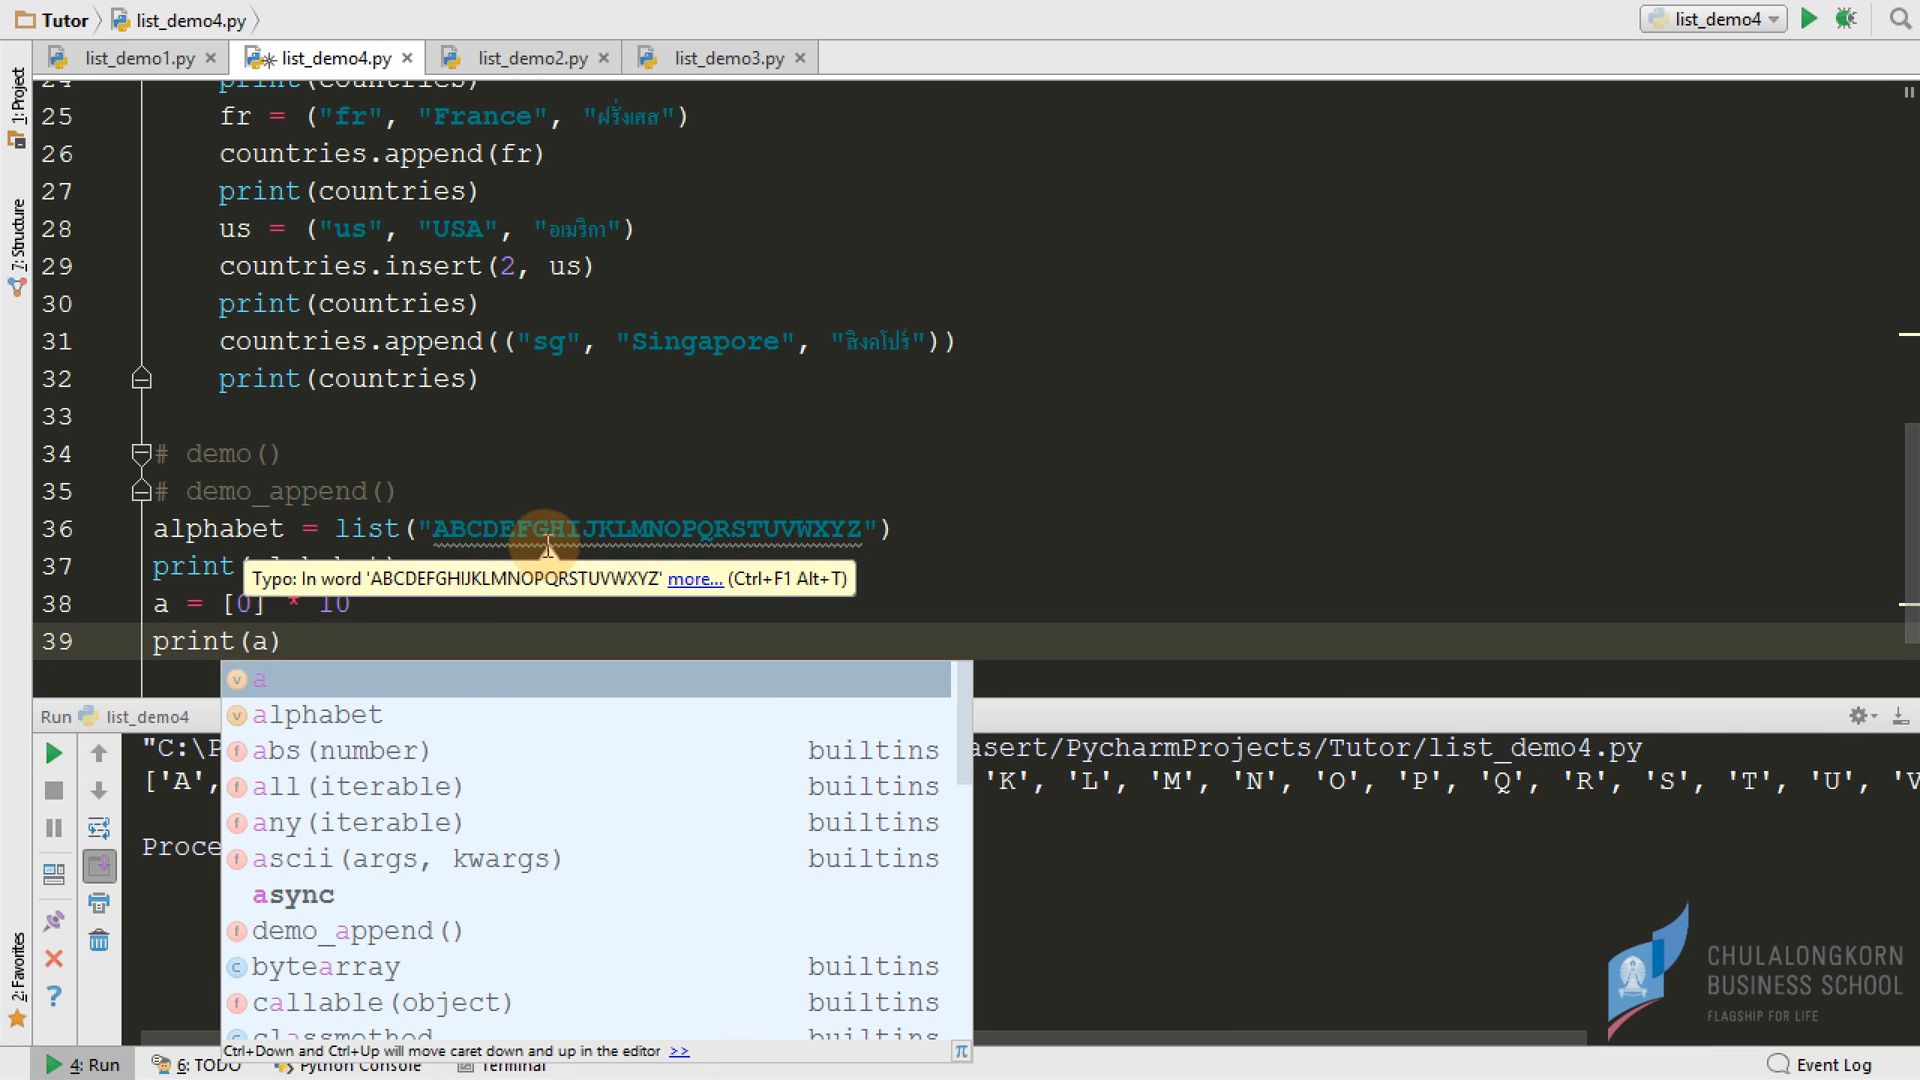 Tutor list_demo4.py list_demo4
list_demo1.py list_demo4.py list_demo2.py list_demo3.py
1: Project
7: Structure
2: Favorites
24 print(countries)
25 fr = ("fr", "France", "ฝรั่งเศส")
26 countries.append(fr)
27 print(countries)
28 us = ("us", "USA", "อเมริกา")
29 countries.insert(2, us)
30 print(countries)
31 countries.append(("sg", "Singapore", "สิงคโปร์"))
32 print(countries)
33
34 # demo()
35 # demo_append()
36 alphabet = list("ABCDEFGHIJKLMNOPQRSTUVWXYZ")
37 print
Typo: In word 'ABCDEFGHIJKLMNOPQRSTUVWXYZ' more... (Ctrl+F1 Alt+T)
38 a = [0] * 10
39 print(a)
a
alphabet
abs(number) builtins
all(iterable) builtins
any(iterable) builtins
ascii(args, kwargs) builtins
async
demo_append()
bytearray builtins
callable(object) builtins
classmethod builtins
Ctrl+Down and Ctrl+Up will move caret down and up in the editor >> π
Run list_demo4
"C:\P asert/PycharmProjects/Tutor/list_demo4.py
['A', 'K', 'L', 'M', 'N', 'O', 'P', 'Q', 'R', 'S', 'T', 'U', 'V
Proce
CHULALONGKORN
BUSINESS SCHOOL
FLAGSHIP FOR LIFE
4: Run 6: TODO Python Console Terminal Event Log